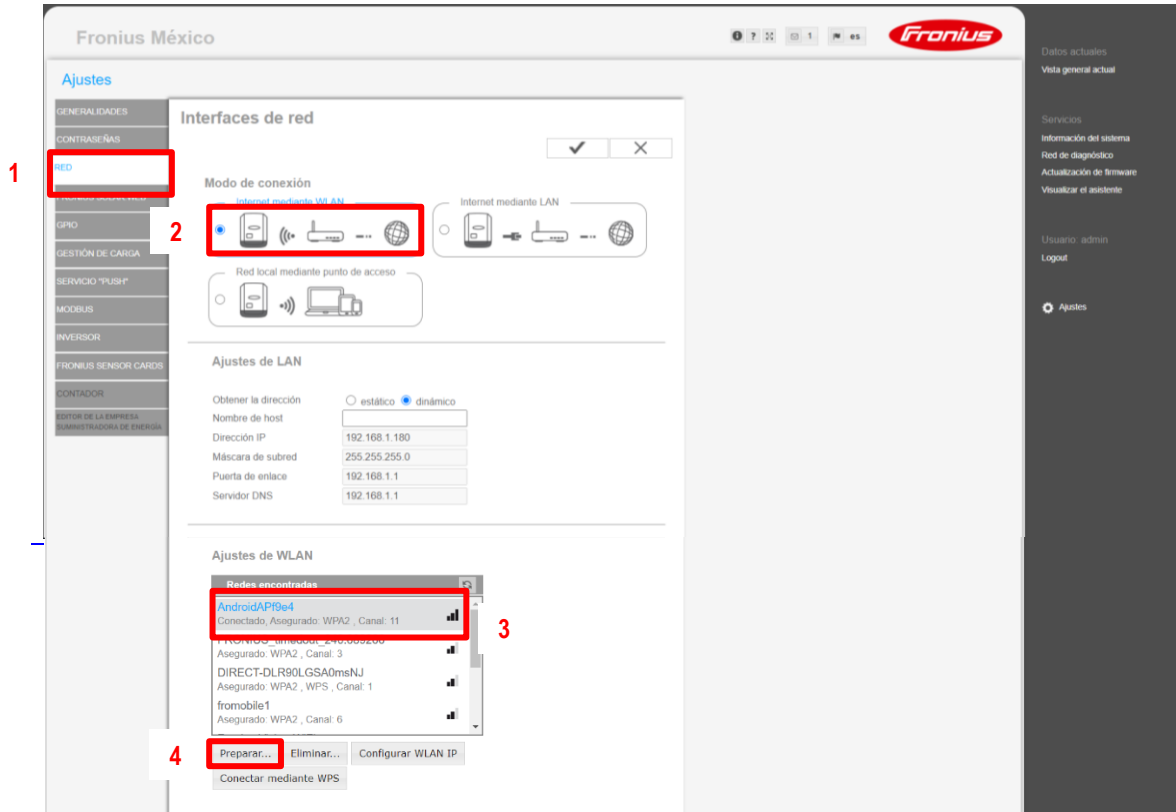 Fronius México
? 1 es
Fronius
Ajustes
GENERALIDADES
CONTRASEÑAS
1
RED
GPIO
GESTIÓN DE CARGA
SERVICIO "PUSH"
MODBUS
INVERSOR
FRONIUS SENSOR CARDS
CONTADOR
EDITOR DE LA EMPRESA
SUMINISTRADORA DE ENERGÍA
Interfaces de red
Modo de conexión
2
Internet mediante WLAN
Internet mediante LAN
Red local mediante punto de acceso
Ajustes de LAN
Obtener la dirección estático dinámico
Nombre de host
Dirección IP 192.168.1.180
Máscara de subred 255.255.255.0
Puerta de enlace 192.168.1.1
Servidor DNS 192.168.1.1
Ajustes de WLAN
Redes encontradas
AndroidAPf9e4
Conectado, Asegurado: WPA2 , Canal: 11
3
Asegurado: WPA2 , Canal: 3
DIRECT-DLR90LGSA0msNJ
Asegurado: WPA2 , WPS , Canal: 1
fromobile1
Asegurado: WPA2 , Canal: 6
4
Preparar... Eliminar... Configurar WLAN IP
Conectar mediante WPS
Datos actuales
Vista general actual
Servicios
Información del sistema
Red de diagnóstico
Actualización de firmware
Visualizar el asistente
Usuario: admin
Logout
Ajustes